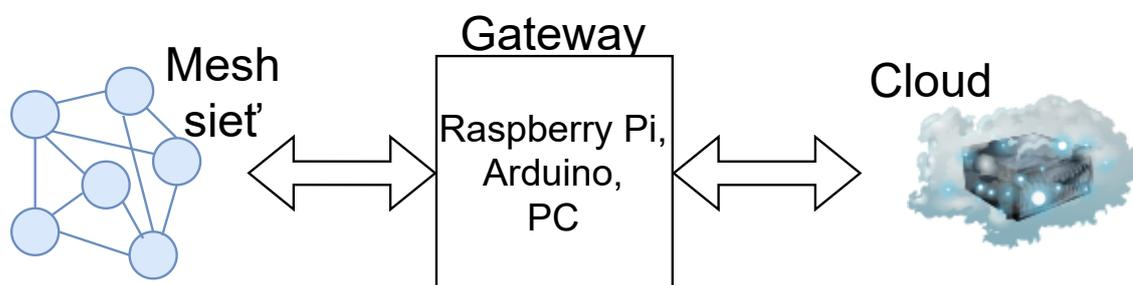 Mesh
sieť
Gateway
Raspberry Pi,
Arduino,
PC
Cloud